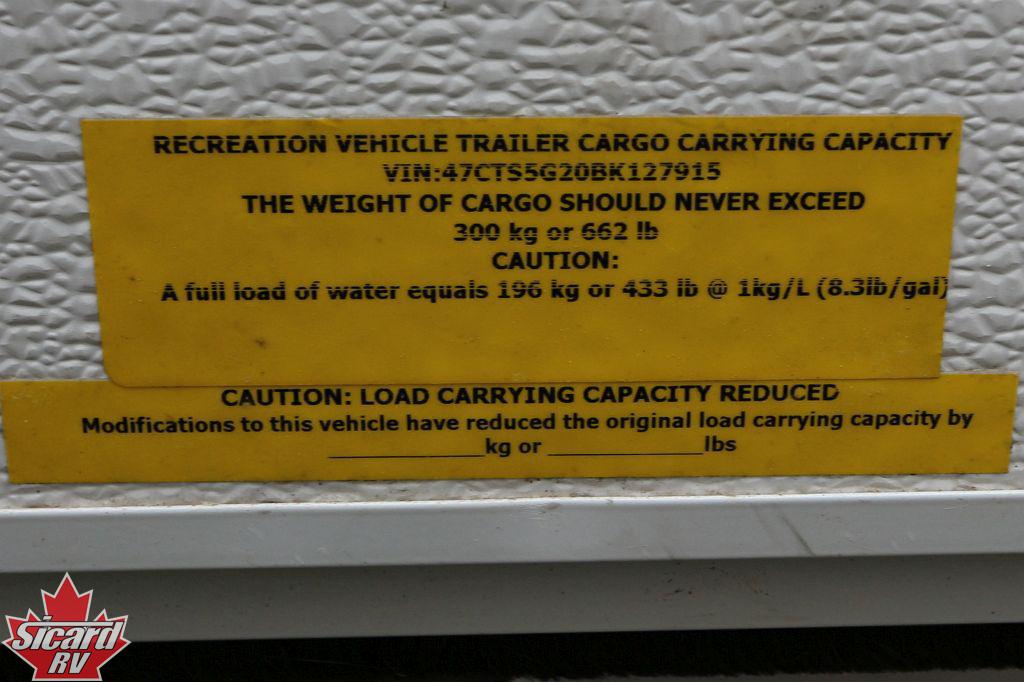 RECREATION VEHICLE TRAILER CARGO CARRYING CAPACITY
VIN:47CTS5G20BK127915
THE WEIGHT OF CARGO SHOULD NEVER EXCEED
300 kg or 662 lb
CAUTION:
A full load of water equals 196 kg or 433 lb @ 1kg/L (8.3lb/gal)
CAUTION: LOAD CARRYING CAPACITY REDUCED
Modifications to this vehicle have reduced the original load carrying capacity by
____________kg or ____________lbs
Sicard
RV